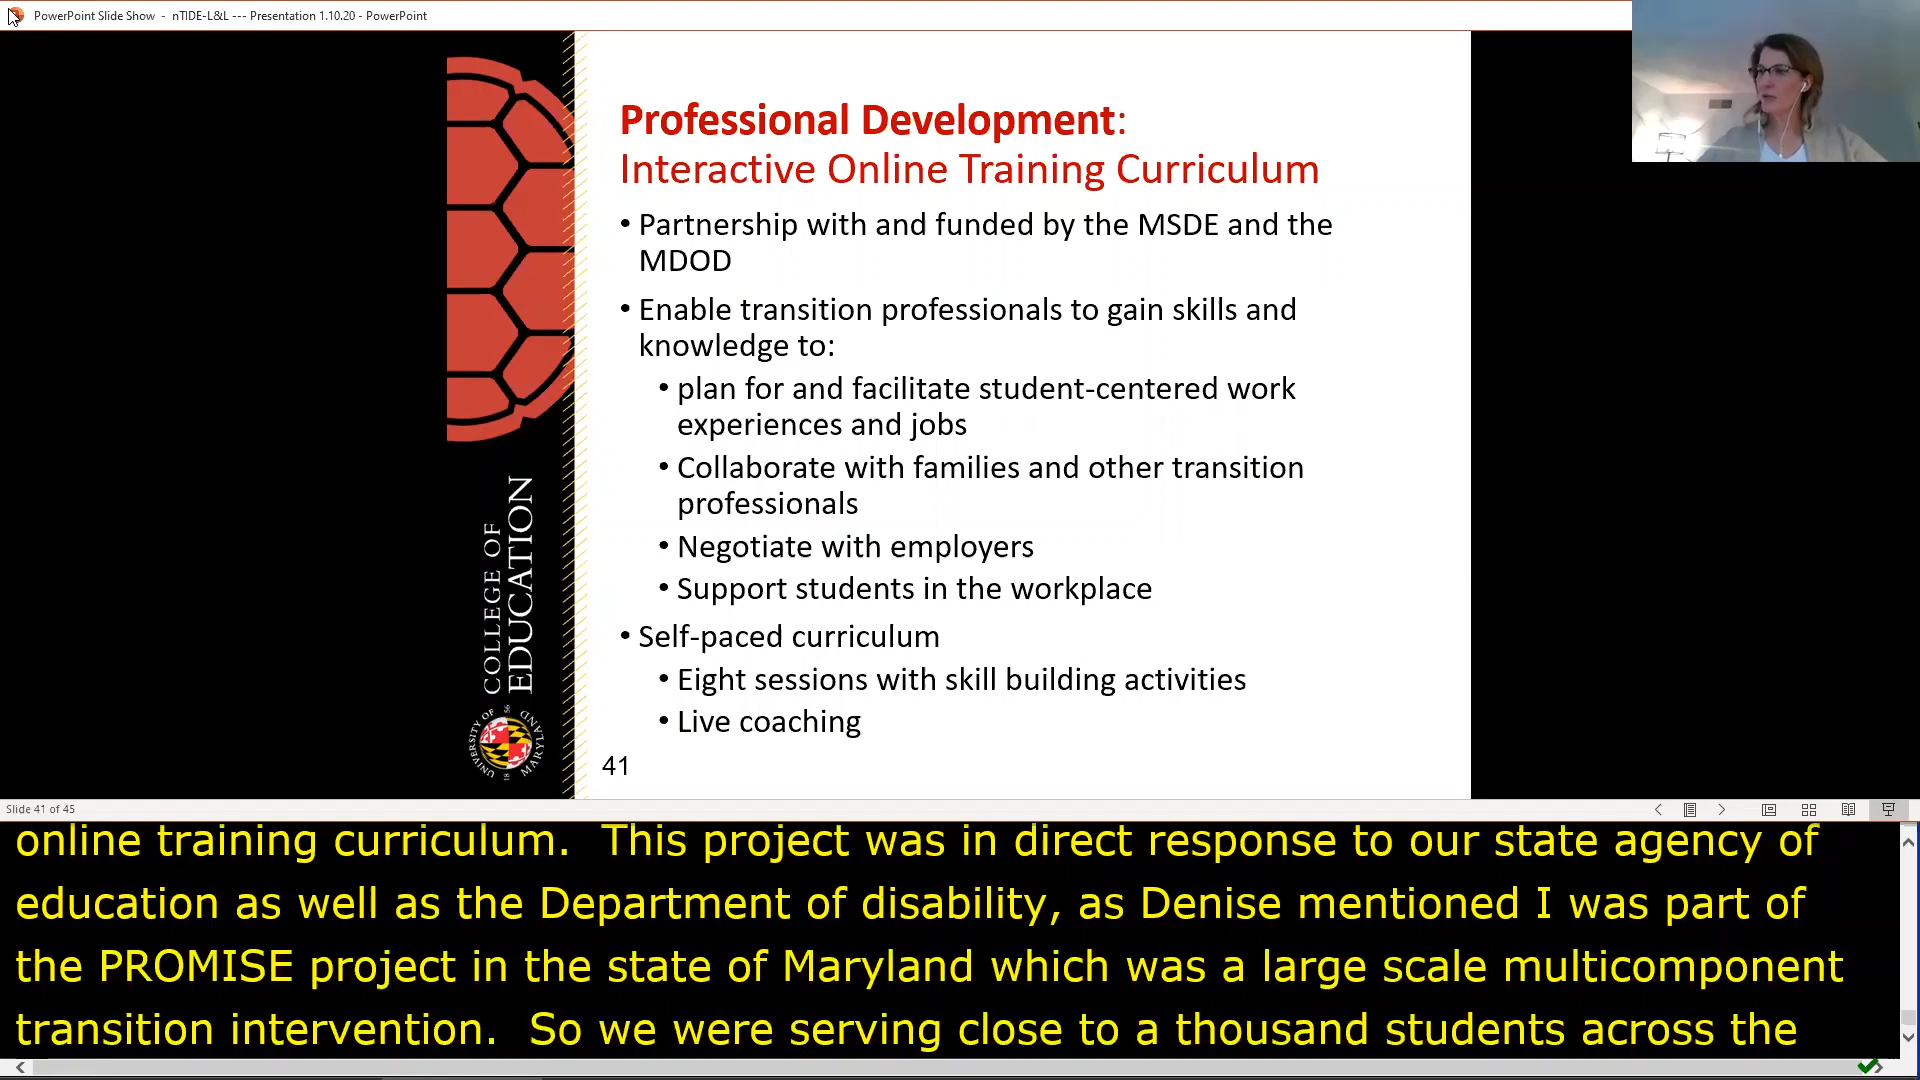 PowerPoint Slide Show - nTIDE-L&L --- Presentation 1.10.20 - PowerPoint
Professional Development:
Interactive Online Training Curriculum
• Partnership with and funded by the MSDE and the
MDOD
• Enable transition professionals to gain skills and
knowledge to:
• plan for and facilitate student-centered work
experiences and jobs
• Collaborate with families and other transition
professionals
• Negotiate with employers
• Support students in the workplace
• Self-paced curriculum
• Eight sessions with skill building activities
• Live coaching
41
COLLEGE OF
EDUCATION
UNIVERSITY OF
MARYLAND
18 56
Slide 41 of 45
online training curriculum.  This project was in direct response to our state agency of
education as well as the Department of disability, as Denise mentioned I was part of
the PROMISE project in the state of Maryland which was a large scale multicomponent
transition intervention.  So we were serving close to a thousand students across the